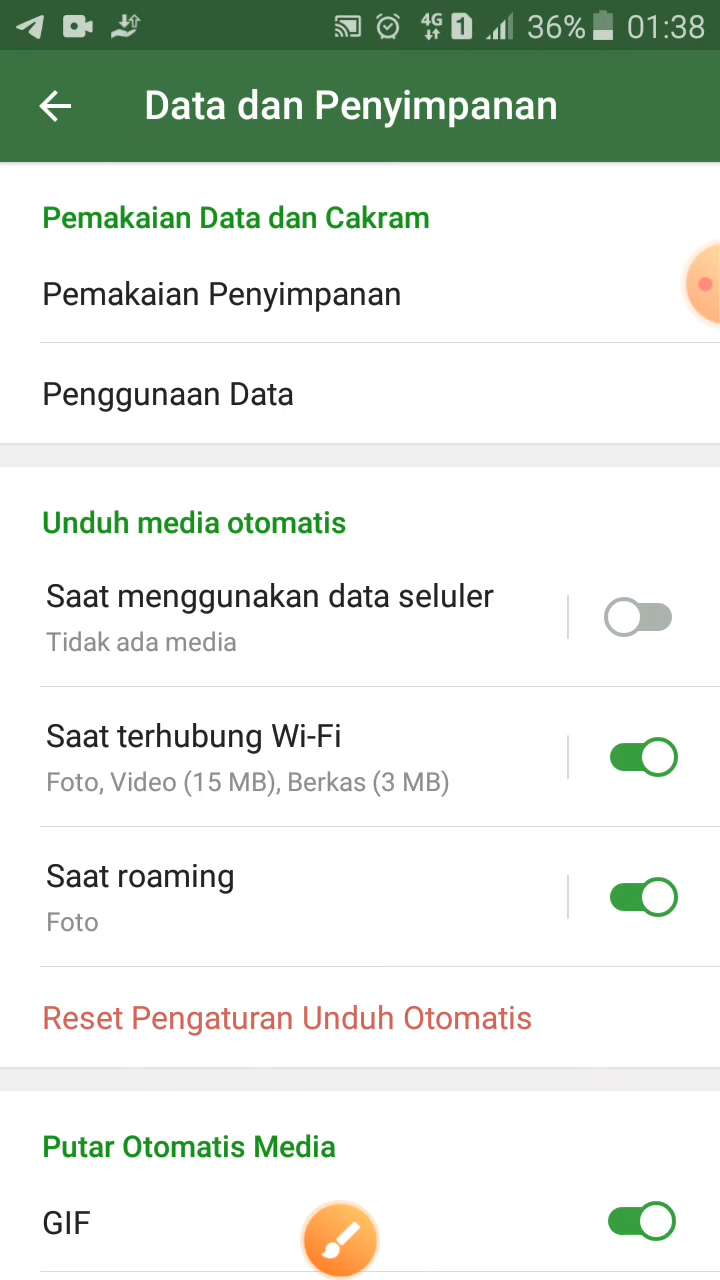 4G 1 36% 01:38
Data dan Penyimpanan
Pemakaian Data dan Cakram
Pemakaian Penyimpanan
Penggunaan Data
Unduh media otomatis
Saat menggunakan data seluler
Tidak ada media
Saat terhubung Wi-Fi
Foto, Video (15 MB), Berkas (3 MB)
Saat roaming
Foto
Reset Pengaturan Unduh Otomatis
Putar Otomatis Media
GIF